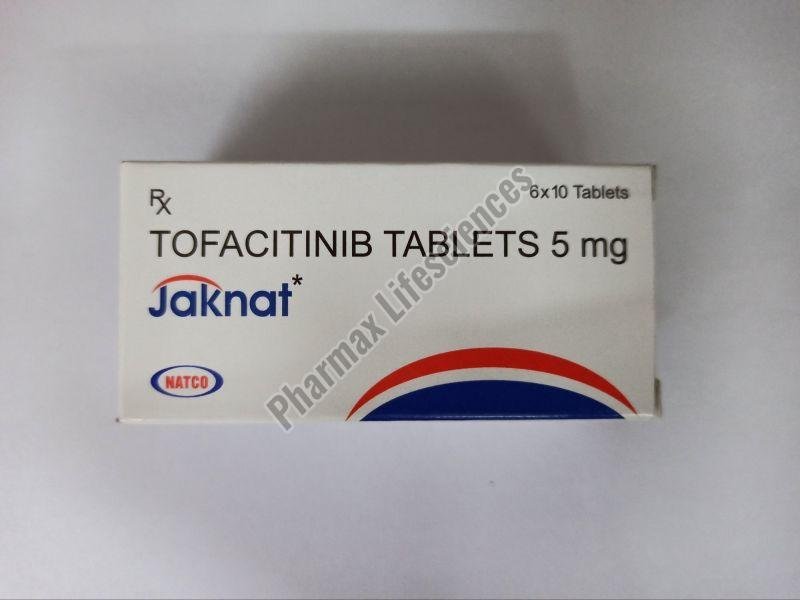 Rx
6x10 Tablets
TOFACITINIB TABLETS 5 mg
Jaknat*
NATCO
Pharmax Lifesciences